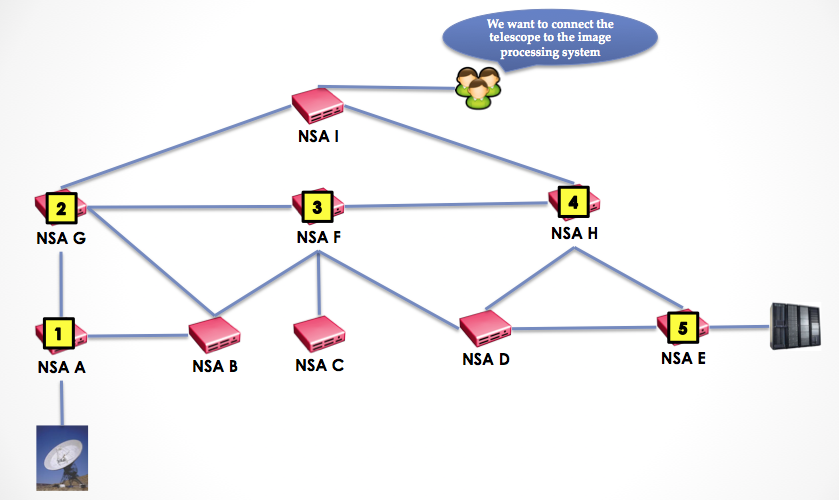 We want to connect the
telescope to the image
processing system
NSA I
2
3
4
NSA G
NSA F
NSA H
1
5
NSA A
NSA B
NSA C
NSA D
NSA E